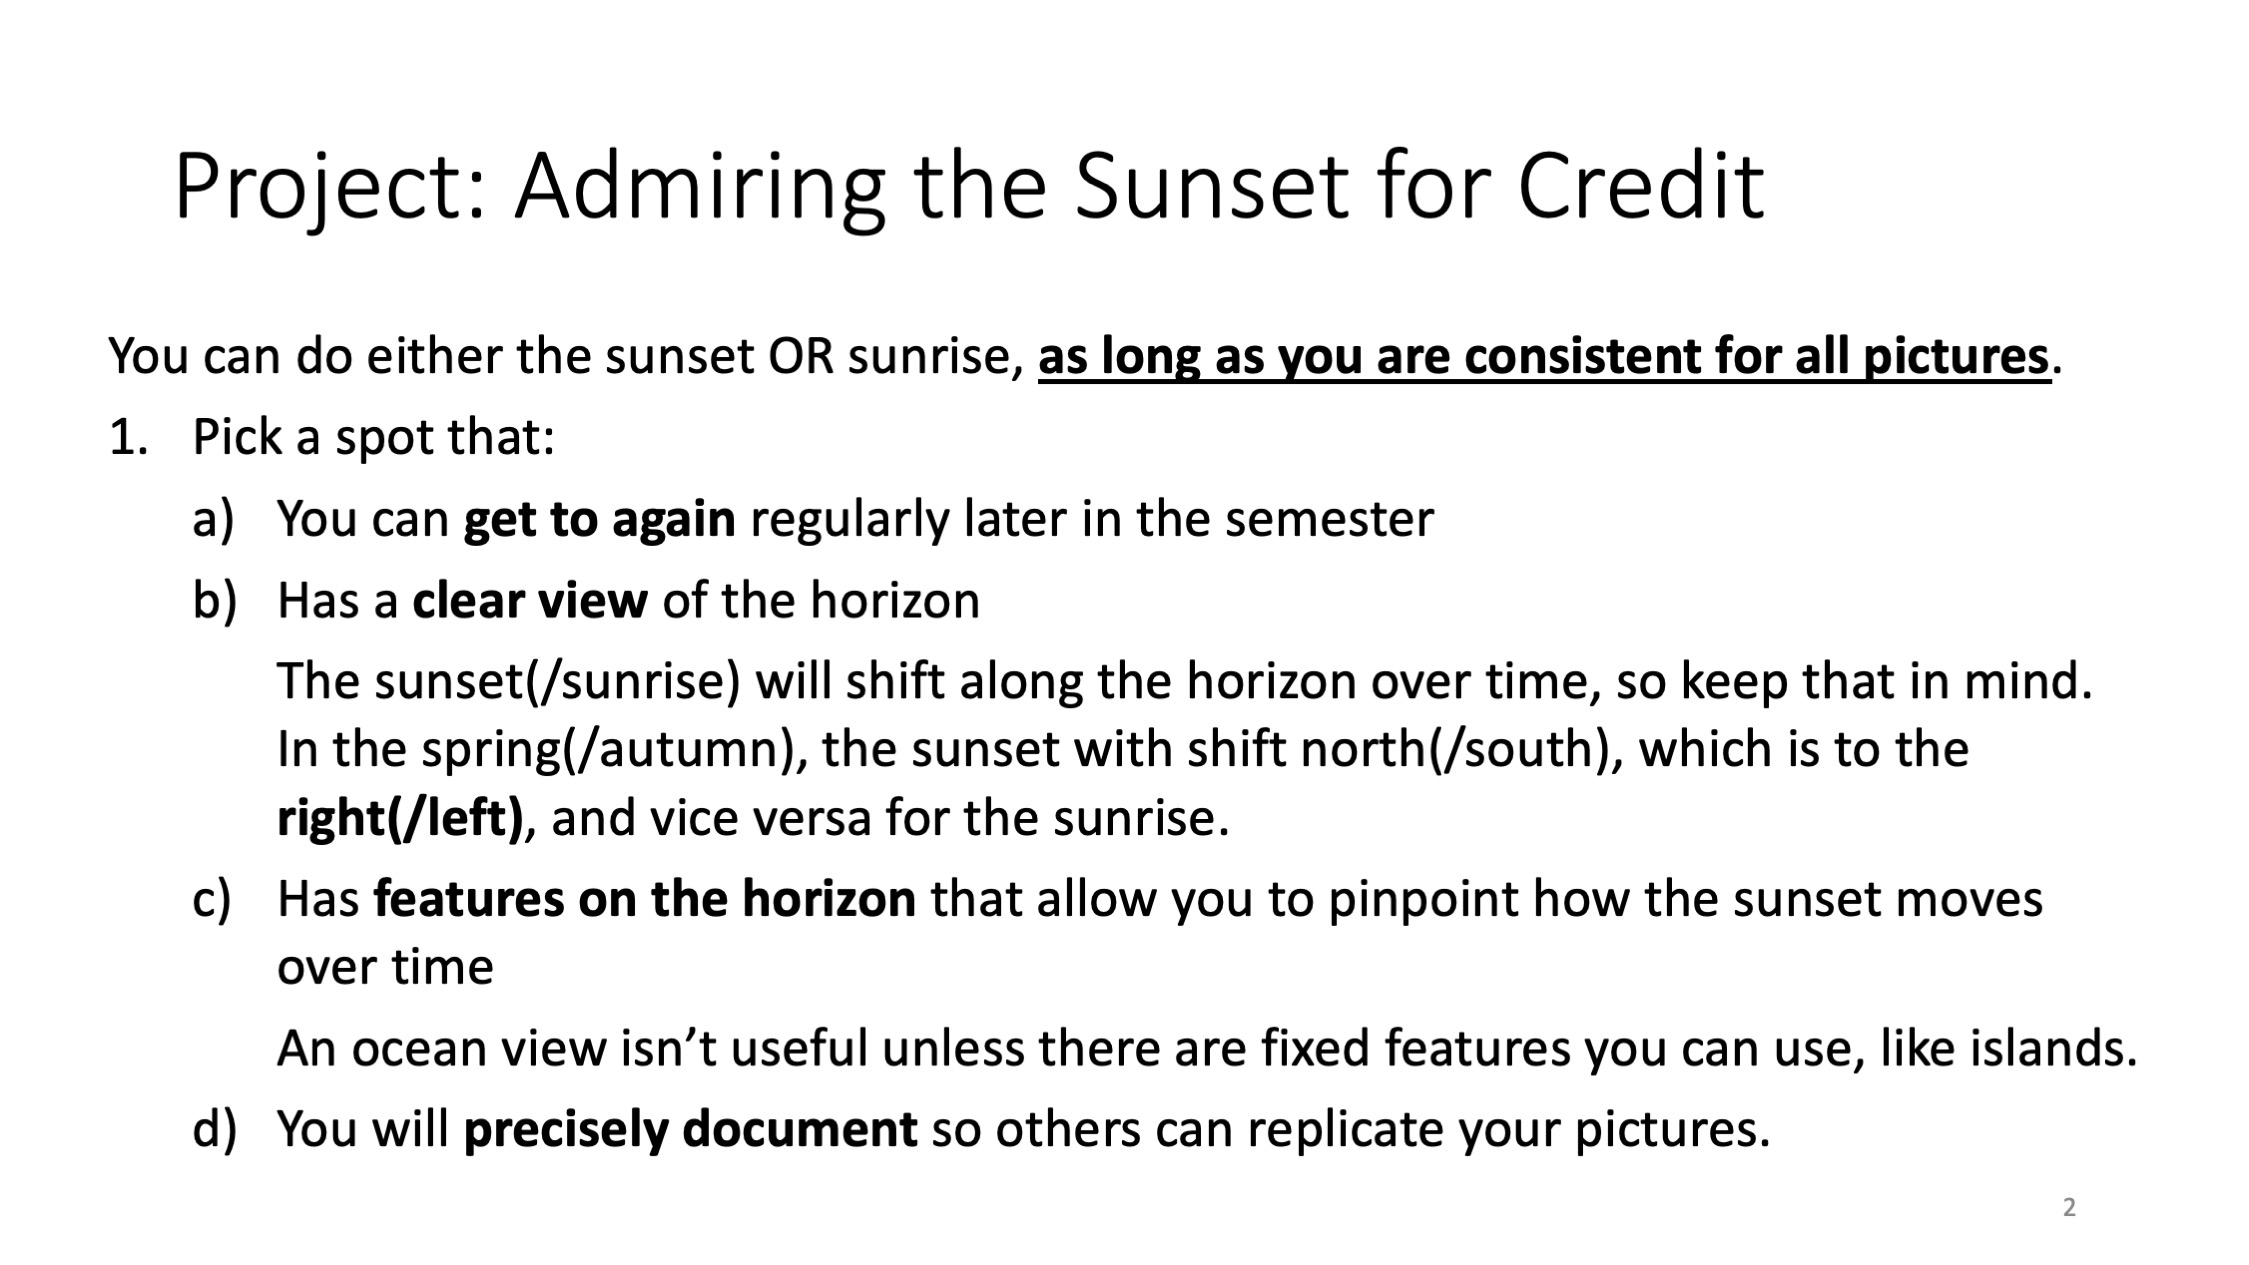 Project: Admiring the Sunset for Credit
You can do either the sunset OR sunrise, as long as you are consistent for all pictures.
1. Pick a spot that:
a) You can get to again regularly later in the semester
b) Has a clear view of the horizon
The sunset(/sunrise) will shift along the horizon over time, so keep that in mind.
In the spring(/autumn), the sunset with shift north(/south), which is to the
right(/left), and vice versa for the sunrise.
c) Has features on the horizon that allow you to pinpoint how the sunset moves
over time
An ocean view isn’t useful unless there are fixed features you can use, like islands.
d) You will precisely document so others can replicate your pictures.
2